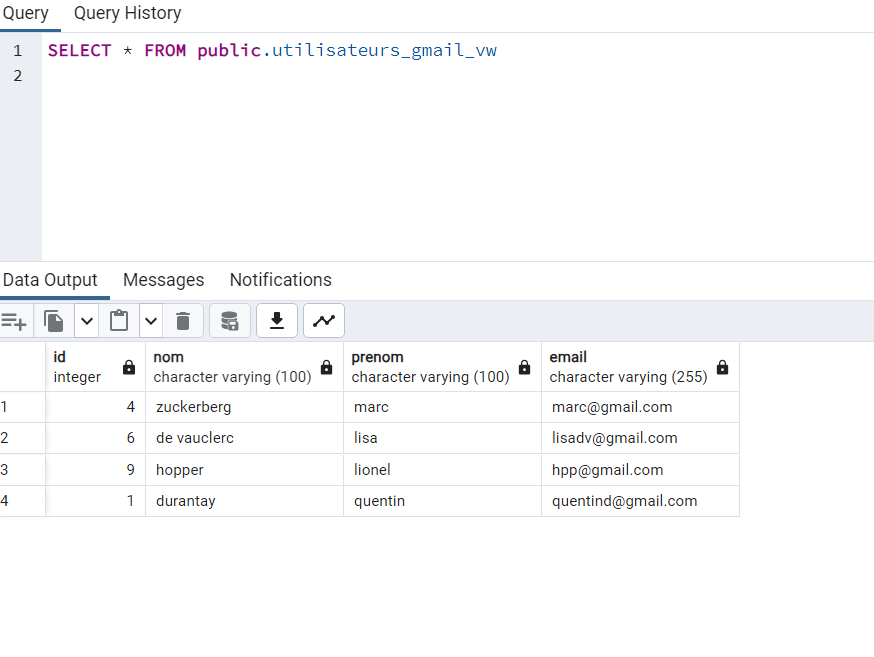 Query Query History
1 SELECT * FROM public.utilisateurs_gmail_vw
2
Data Output Messages Notifications
id nom prenom email
integer character varying (100) character varying (100) character varying (255)
1 4 zuckerberg marc marc@gmail.com
2 6 de vauclerc lisa lisadv@gmail.com
3 9 hopper lionel hpp@gmail.com
4 1 durantay quentin quentind@gmail.com